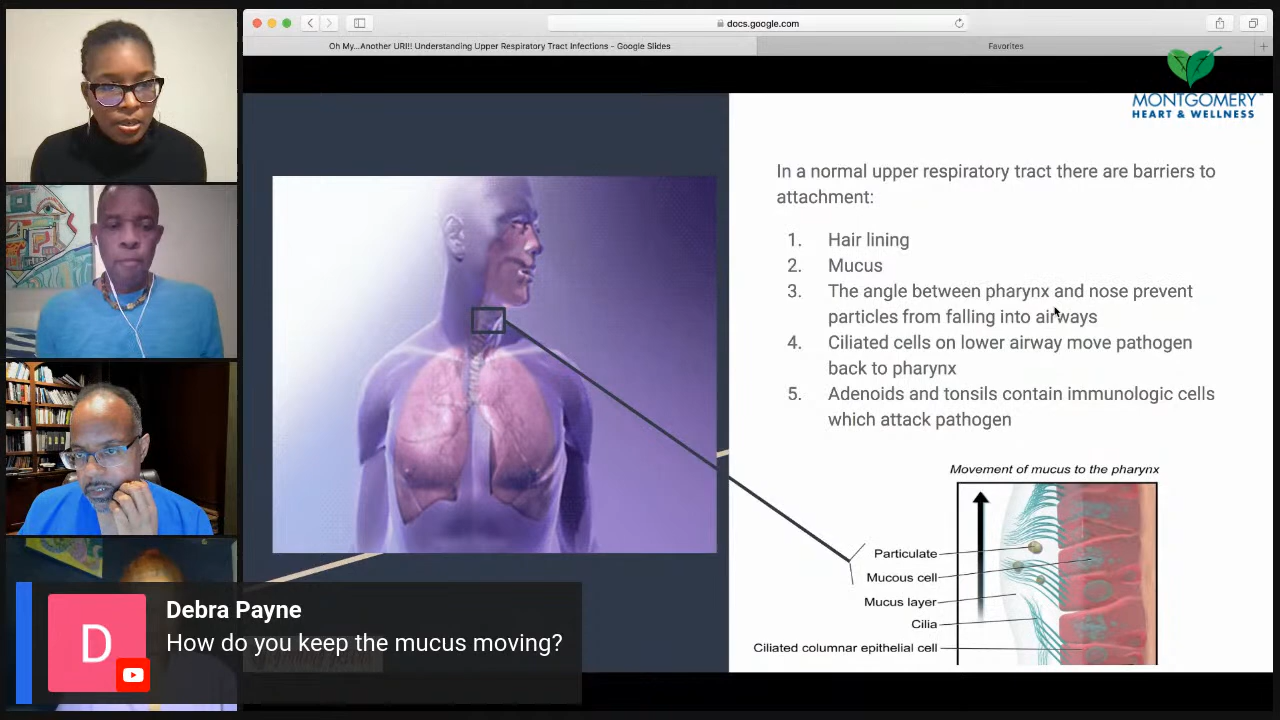 docs.google.com
Oh My...Another URI!! Understanding Upper Respiratory Tract Infections - Google Slides
Favorites
MONTGOMERY
HEART & WELLNESS
In a normal upper respiratory tract there are barriers to
attachment:
1. Hair lining
2. Mucus
3. The angle between pharynx and nose prevent
particles from falling into airways
4. Ciliated cells on lower airway move pathogen
back to pharynx
5. Adenoids and tonsils contain immunologic cells
which attack pathogen
Movement of mucus to the pharynx
Particulate
Mucous cell
Mucus layer
Cilia
Ciliated columnar epithelial cell
D
Debra Payne
How do you keep the mucus moving?